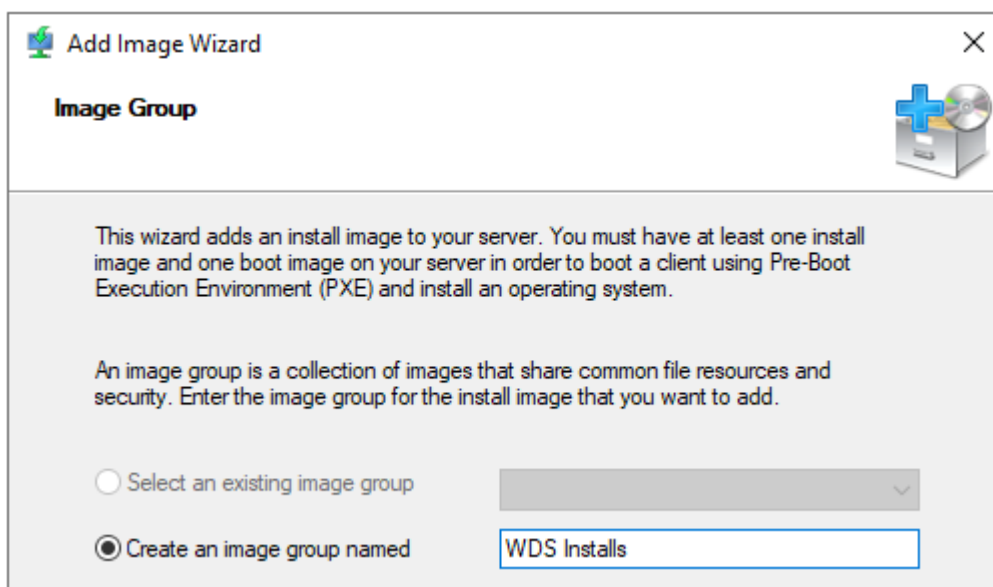 Add Image Wizard
Image Group
This wizard adds an install image to your server. You must have at least one install
image and one boot image on your server in order to boot a client using Pre-Boot
Execution Environment (PXE) and install an operating system.
An image group is a collection of images that share common file resources and
security. Enter the image group for the install image that you want to add.
Select an existing image group
Create an image group named WDS Installs